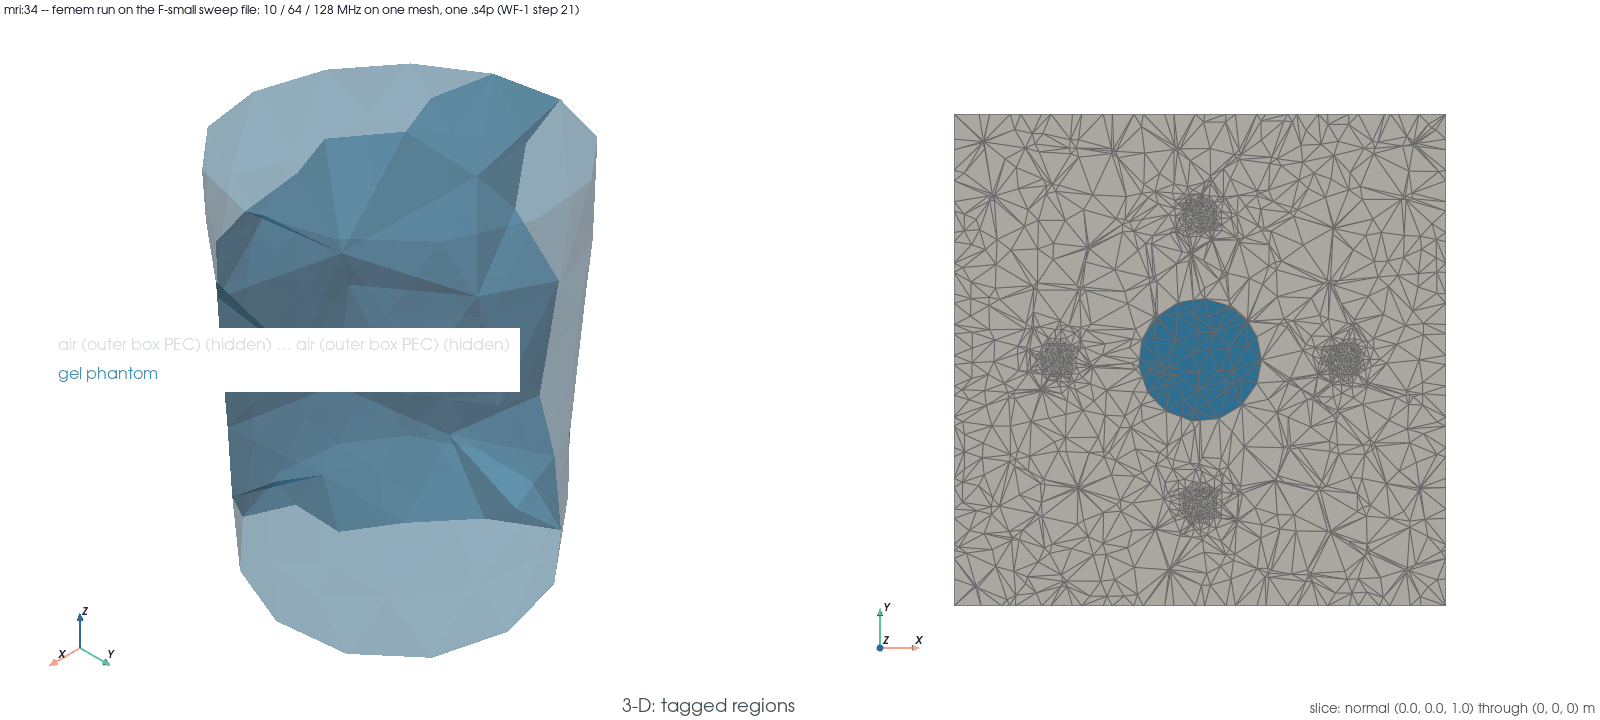 mri:34 -- femem run on the F-small sweep file: 10 / 64 / 128 MHz on one mesh, one .s4p (WF-1 step 21)
air (outer box PEC) (hidden) ... air (outer box PEC) (hidden)
gel phantom
Z
X
Y
Y
Z
X
3-D: tagged regions
slice: normal (0.0, 0.0, 1.0) through (0, 0, 0) m